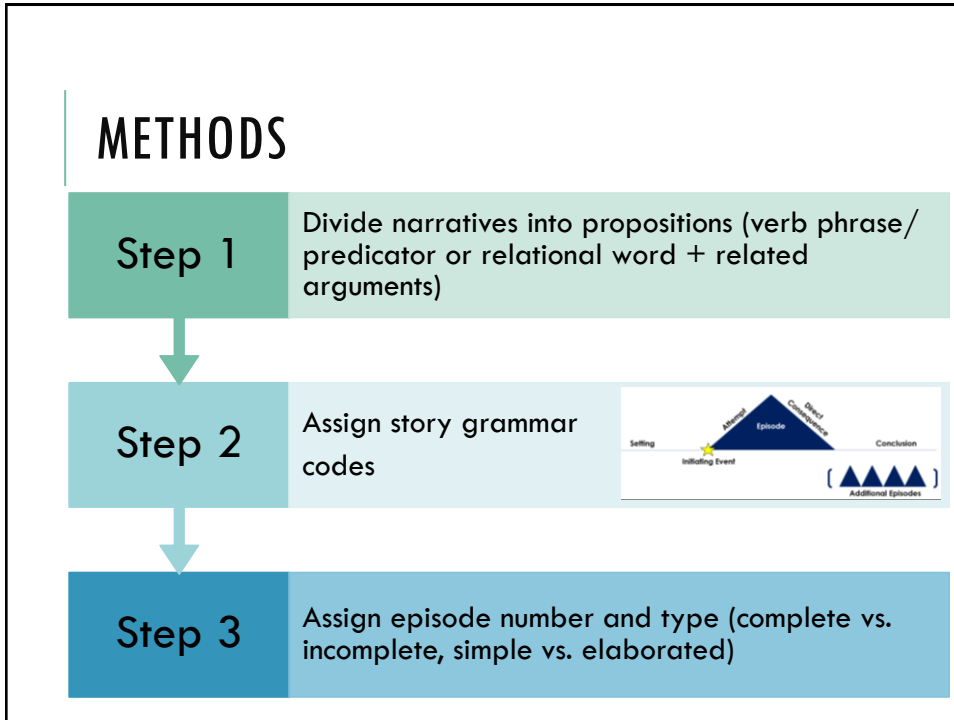 METHODS
Step 1
Divide narratives into propositions (verb phrase/
predicator or relational word + related
arguments)
Step 2
Assign story grammar
codes
Setting
Initiating Event
Attempt
Episode
Direct
Consequence
Conclusion
( )
Additional Episodes
Step 3
Assign episode number and type (complete vs.
incomplete, simple vs. elaborated)